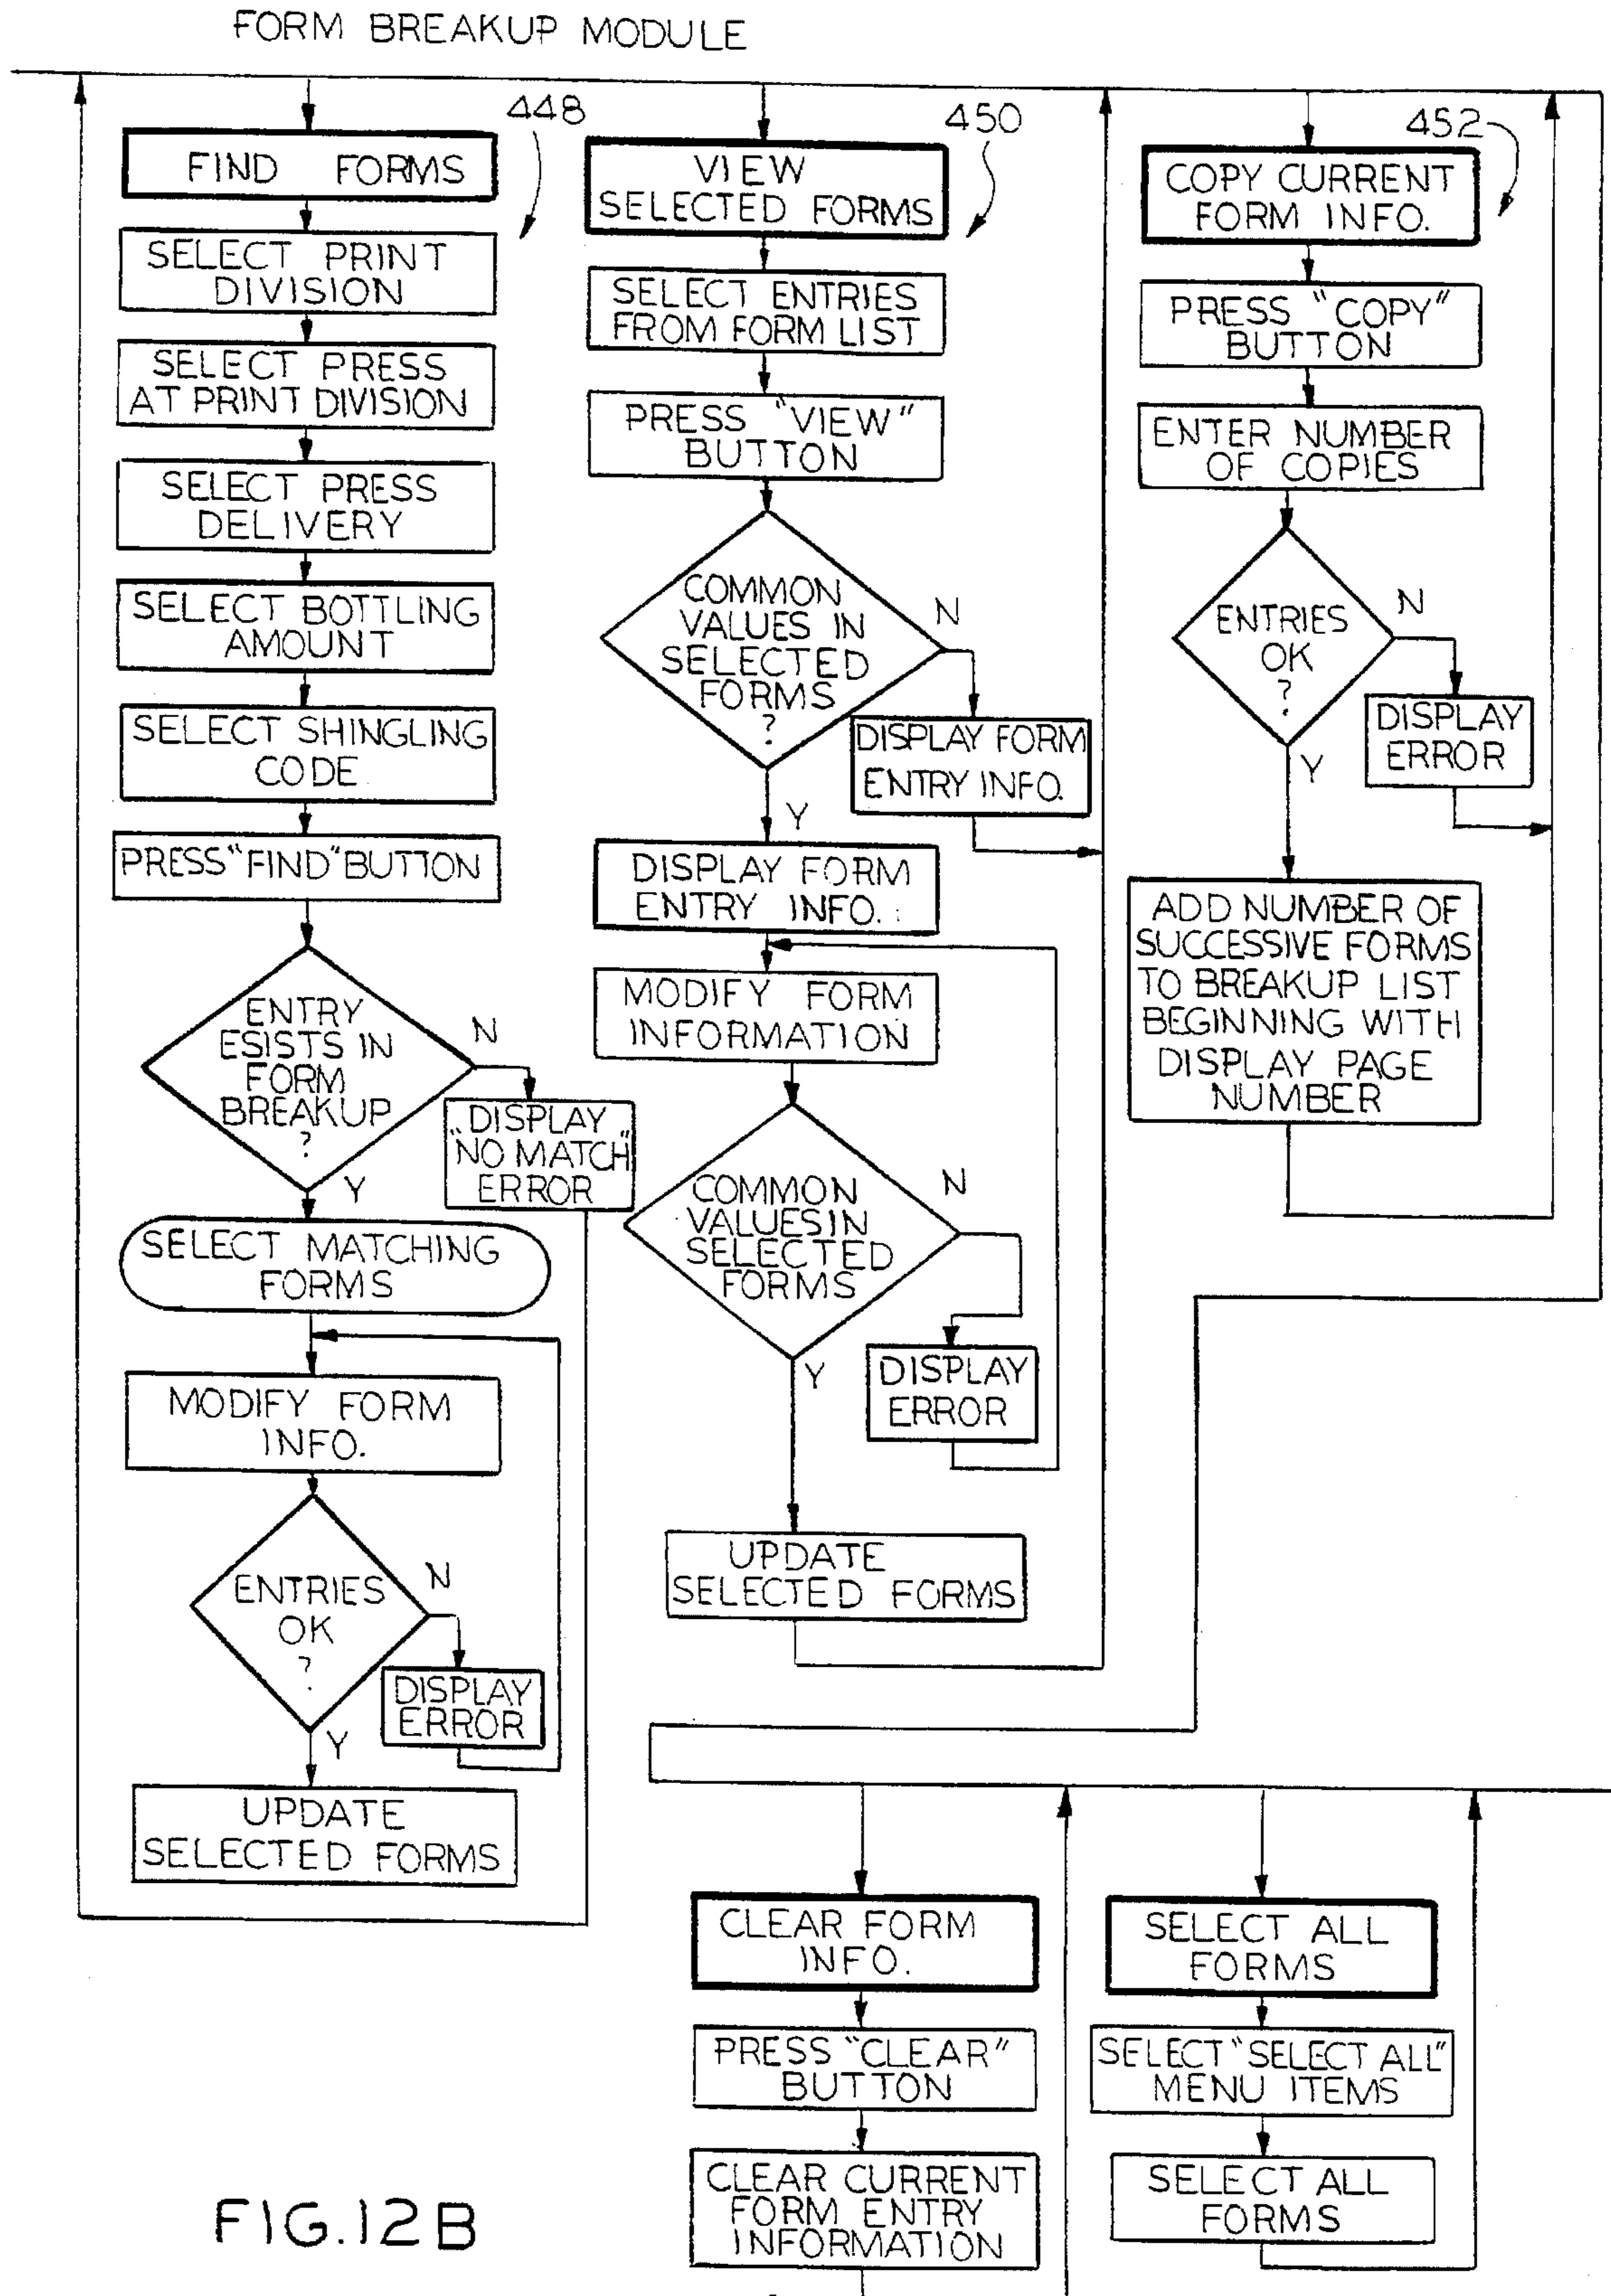 FORM BREAKUP MODULE
448
FIND FORMS
SELECT PRINT
DIVISION
SELECT PRESS
AT PRINT DIVISION
SELECT PRESS
DELIVERY
SELECT BOTTLING
AMOUNT
SELECT SHINGLING
CODE
PRESS "FIND" BUTTON
ENTRY
ESISTS IN
FORM
BREAKUP
?
N
"DISPLAY
"NO MATCH"
ERROR
Y
SELECT MATCHING
FORMS
MODIFY FORM
INFO.
ENTRIES
OK
?
N
DISPLAY
ERROR
Y
UPDATE
SELECTED FORMS
450
VIEW
SELECTED FORMS
SELECT ENTRIES
FROM FORM LIST
PRESS "VIEW"
BUTTON
COMMON
VALUES IN
SELECTED
FORMS
?
N
DISPLAY FORM
ENTRY INFO.
Y
DISPLAY FORM
ENTRY INFO.
MODIFY FORM
INFORMATION
COMMON
VALUES IN
SELECTED
FORMS
N
DISPLAY
ERROR
Y
UPDATE
SELECTED FORMS
452
COPY CURRENT
FORM INFO.
PRESS "COPY"
BUTTON
ENTER NUMBER
OF COPIES
ENTRIES
OK
?
N
DISPLAY
ERROR
Y
ADD NUMBER OF
SUCCESSIVE FORMS
TO BREAKUP LIST
BEGINNING WITH
DISPLAY PAGE
NUMBER
CLEAR FORM
INFO.
PRESS "CLEAR"
BUTTON
CLEAR CURRENT
FORM ENTRY
INFORMATION
SELECT ALL
FORMS
SELECT "SELECT ALL"
MENU ITEMS
SELECT ALL
FORMS
FIG.12B